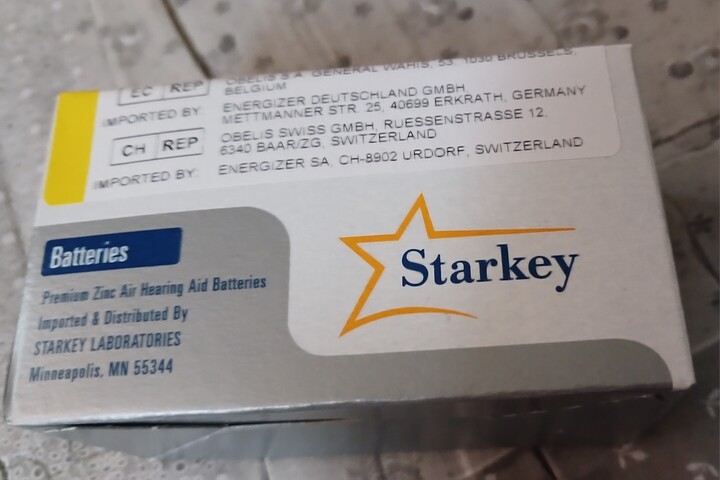 EC REP
OBELIS S.A. GENERAL WAHIS, 53 1030 BRUSSELS,
BELGIUM
IMPORTED BY:
ENERGIZER DEUTSCHLAND GMBH,
METTMANNER STR. 25, 40699 ERKRATH, GERMANY
CH REP
OBELIS SWISS GMBH, RUESSENSTRASSE 12,
6340 BAAR/ZG, SWITZERLAND
IMPORTED BY:
ENERGIZER SA, CH-8902 URDORF, SWITZERLAND
Batteries
Premium Zinc Air Hearing Aid Batteries
Imported & Distributed By
STARKEY LABORATORIES
Minneapolis, MN 55344
Starkey